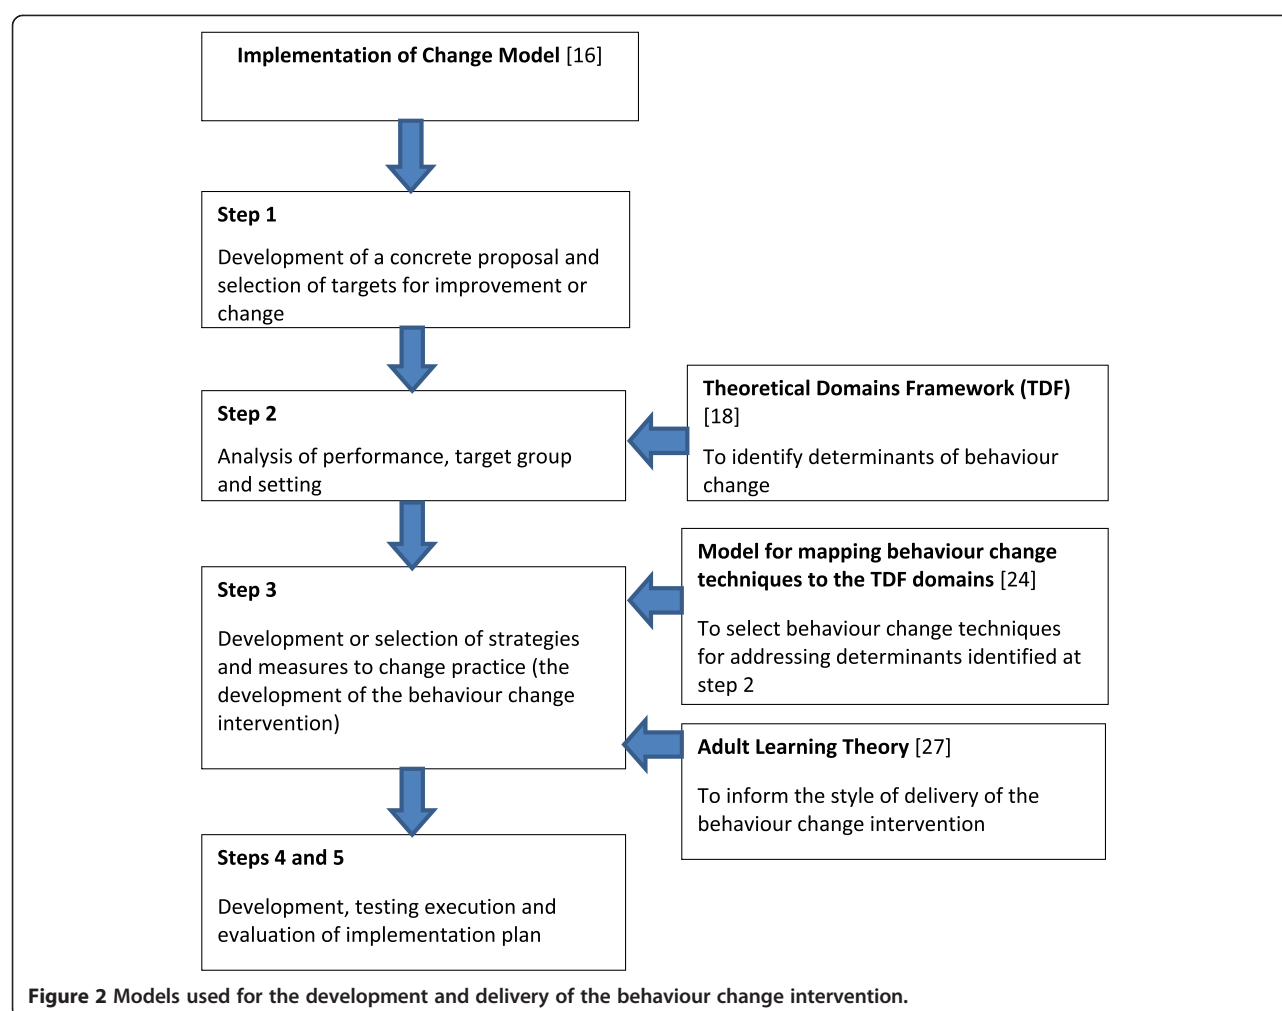 Implementation of Change Model [16]
Step 1
Development of a concrete proposal and
selection of targets for improvement or
change
Step 2
Analysis of performance, target group
and setting
Theoretical Domains Framework (TDF)
[18]
To identify determinants of behaviour
change
Step 3
Development or selection of strategies
and measures to change practice (the
development of the behaviour change
intervention)
Model for mapping behaviour change
techniques to the TDF domains [24]
To select behaviour change techniques
for addressing determinants identified at
step 2
Adult Learning Theory [27]
To inform the style of delivery of the
behaviour change intervention
Steps 4 and 5
Development, testing execution and
evaluation of implementation plan
Figure 2 Models used for the development and delivery of the behaviour change intervention.